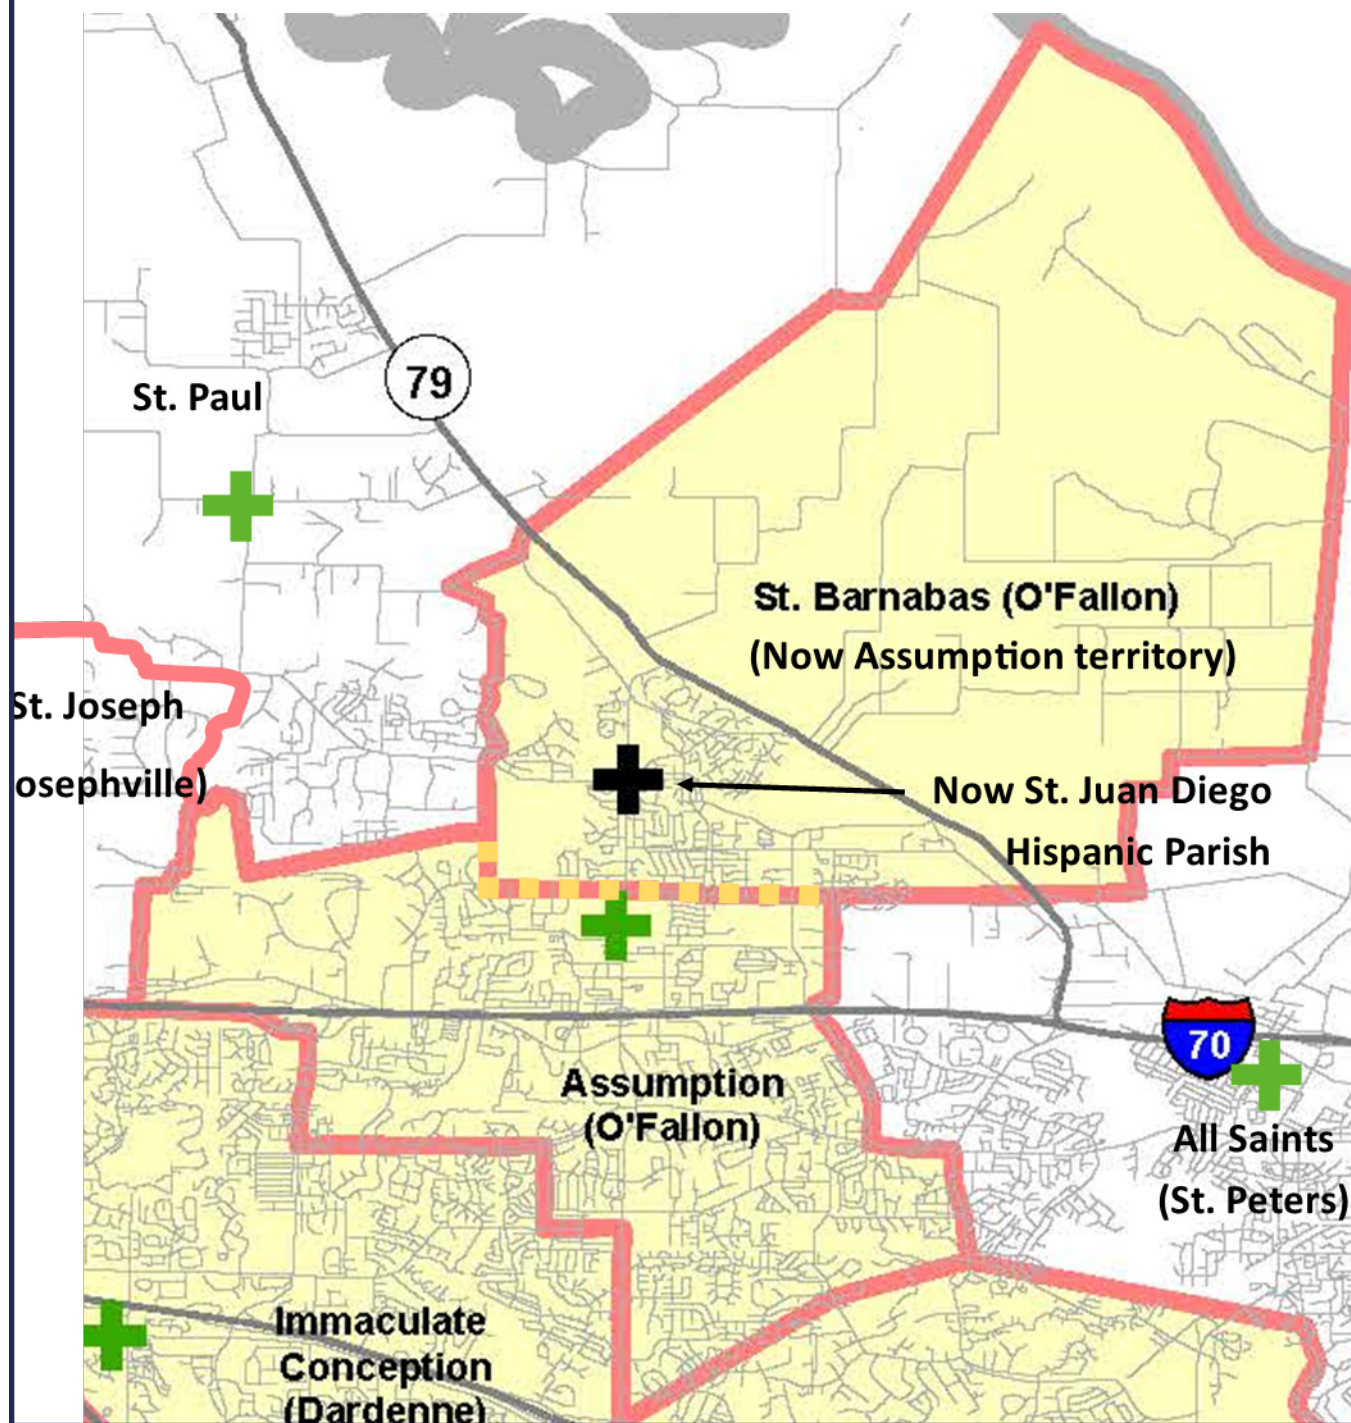 79
St. Paul
St. Barnabas (O'Fallon)
(Now Assumption territory)
St. Joseph
osephville)
Now St. Juan Diego
Hispanic Parish
70
Assumption
(O'Fallon)
All Saints
(St. Peters)
Immaculate
Conception
(Dardenne)